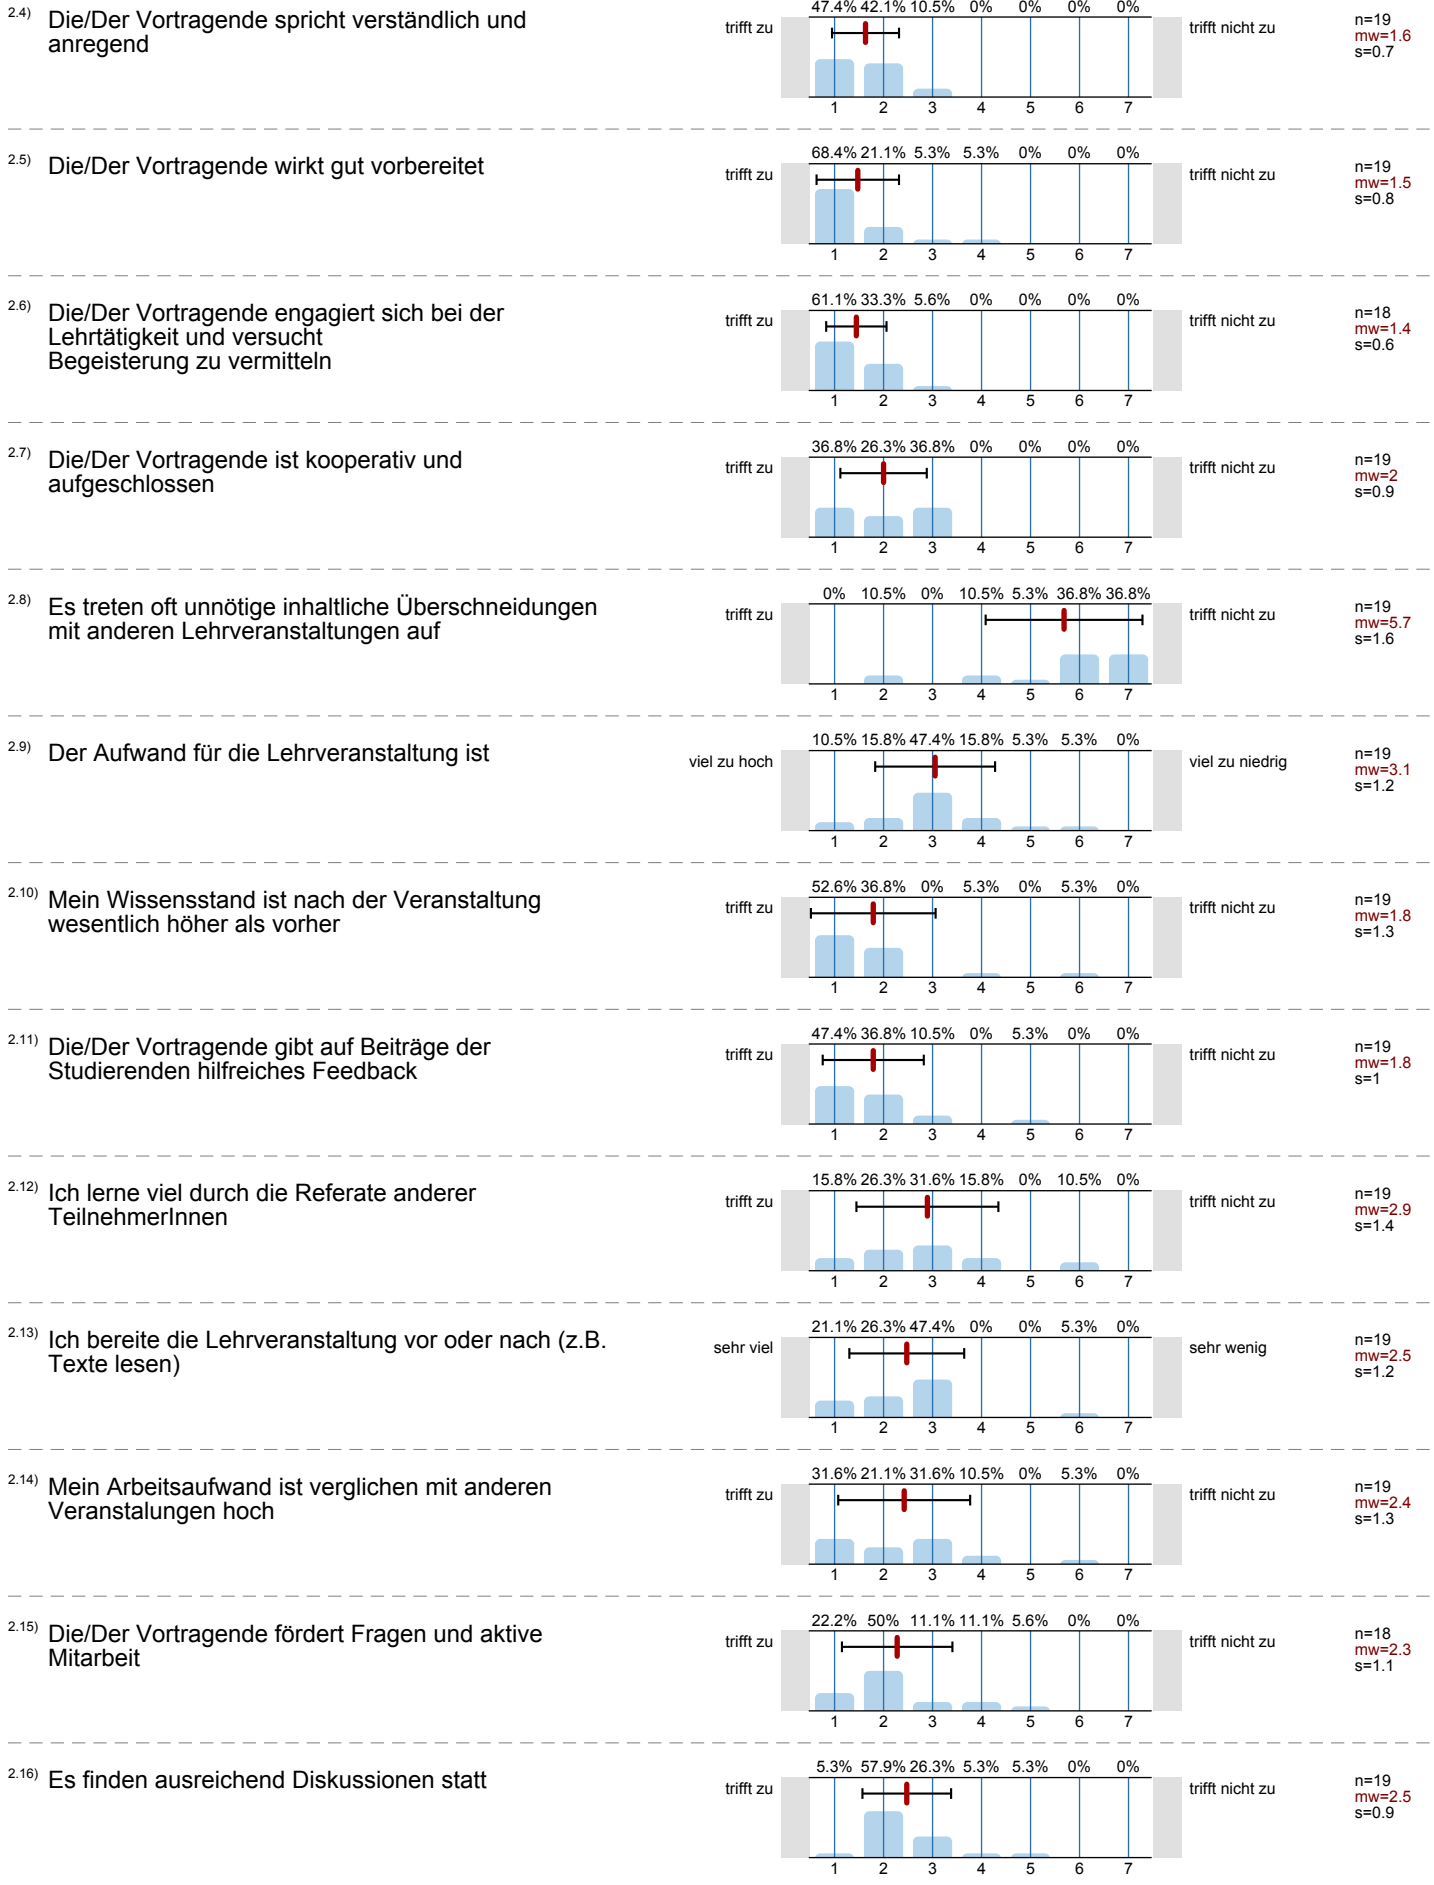 2.4) Die/Der Vortragende spricht verständlich und
anregend
trifft zu
47.4% 42.1% 10.5% 0% 0% 0% 0%
1 2 3 4 5 6 7
trifft nicht zu
n=19
mw=1.6
s=0.7
2.5) Die/Der Vortragende wirkt gut vorbereitet
trifft zu
68.4% 21.1% 5.3% 5.3% 0% 0% 0%
1 2 3 4 5 6 7
trifft nicht zu
n=19
mw=1.5
s=0.8
2.6) Die/Der Vortragende engagiert sich bei der
Lehrtätigkeit und versucht
Begeisterung zu vermitteln
trifft zu
61.1% 33.3% 5.6% 0% 0% 0% 0%
1 2 3 4 5 6 7
trifft nicht zu
n=18
mw=1.4
s=0.6
2.7) Die/Der Vortragende ist kooperativ und
aufgeschlossen
trifft zu
36.8% 26.3% 36.8% 0% 0% 0% 0%
1 2 3 4 5 6 7
trifft nicht zu
n=19
mw=2
s=0.9
2.8) Es treten oft unnötige inhaltliche Überschneidungen
mit anderen Lehrveranstaltungen auf
trifft zu
0% 10.5% 0% 10.5% 5.3% 36.8% 36.8%
1 2 3 4 5 6 7
trifft nicht zu
n=19
mw=5.7
s=1.6
2.9) Der Aufwand für die Lehrveranstaltung ist
viel zu hoch
10.5% 15.8% 47.4% 15.8% 5.3% 5.3% 0%
1 2 3 4 5 6 7
viel zu niedrig
n=19
mw=3.1
s=1.2
2.10) Mein Wissensstand ist nach der Veranstaltung
wesentlich höher als vorher
trifft zu
52.6% 36.8% 0% 5.3% 0% 5.3% 0%
1 2 3 4 5 6 7
trifft nicht zu
n=19
mw=1.8
s=1.3
2.11) Die/Der Vortragende gibt auf Beiträge der
Studierenden hilfreiches Feedback
trifft zu
47.4% 36.8% 10.5% 0% 5.3% 0% 0%
1 2 3 4 5 6 7
trifft nicht zu
n=19
mw=1.8
s=1
2.12) Ich lerne viel durch die Referate anderer
TeilnehmerInnen
trifft zu
15.8% 26.3% 31.6% 15.8% 0% 10.5% 0%
1 2 3 4 5 6 7
trifft nicht zu
n=19
mw=2.9
s=1.4
2.13) Ich bereite die Lehrveranstaltung vor oder nach (z.B.
Texte lesen)
sehr viel
21.1% 26.3% 47.4% 0% 0% 5.3% 0%
1 2 3 4 5 6 7
sehr wenig
n=19
mw=2.5
s=1.2
2.14) Mein Arbeitsaufwand ist verglichen mit anderen
Veranstalungen hoch
trifft zu
31.6% 21.1% 31.6% 10.5% 0% 5.3% 0%
1 2 3 4 5 6 7
trifft nicht zu
n=19
mw=2.4
s=1.3
2.15) Die/Der Vortragende fördert Fragen und aktive
Mitarbeit
trifft zu
22.2% 50% 11.1% 11.1% 5.6% 0% 0%
1 2 3 4 5 6 7
trifft nicht zu
n=18
mw=2.3
s=1.1
2.16) Es finden ausreichend Diskussionen statt
trifft zu
5.3% 57.9% 26.3% 5.3% 5.3% 0% 0%
1 2 3 4 5 6 7
trifft nicht zu
n=19
mw=2.5
s=0.9